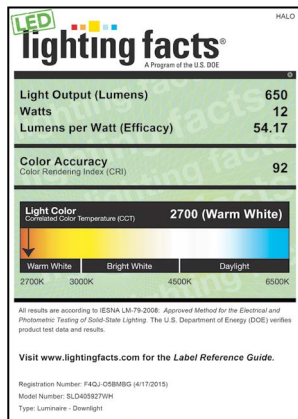 HALO
LED
lighting facts®
A Program of the U.S. DOE
Light Output (Lumens) 650
Watts 12
Lumens per Watt (Efficacy) 54.17
Color Accuracy
Color Rendering Index (CRI) 92
Light Color
Correlated Color Temperature (CCT) 2700 (Warm White)
Warm White Bright White Daylight
2700K 3000K 4500K 6500K
All results are according to IESNA LM-79-2008: Approved Method for the Electrical and
Photometric Testing of Solid-State Lighting. The U.S. Department of Energy (DOE) verifies
product test data and results.
Visit www.lightingfacts.com for the Label Reference Guide.
Registration Number: F4QJ-O5BMBG (4/17/2015)
Model Number: SLD405927WH
Type: Luminaire - Downlight